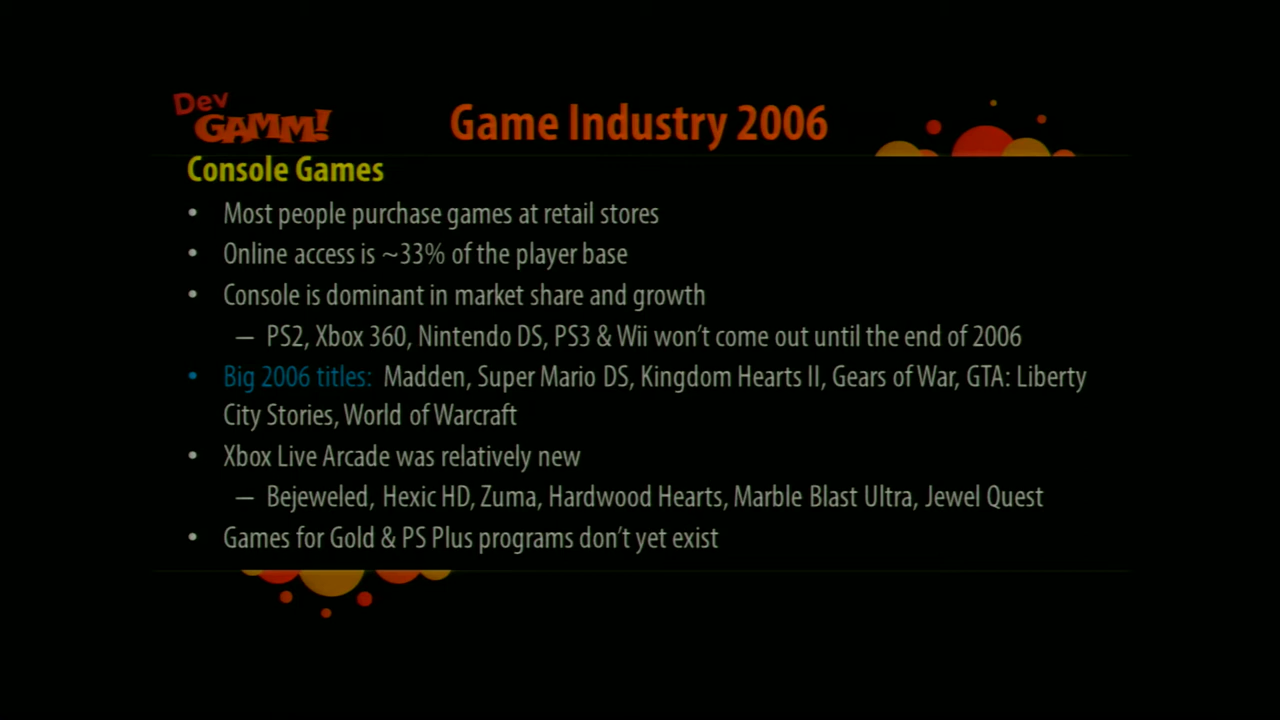 Dev
GAMM!
Game Industry 2006
Console Games
• Most people purchase games at retail stores
• Online access is ~33% of the player base
• Console is dominant in market share and growth
– PS2, Xbox 360, Nintendo DS, PS3 & Wii won't come out until the end of 2006
• Big 2006 titles: Madden, Super Mario DS, Kingdom Hearts II, Gears of War, GTA: Liberty
City Stories, World of Warcraft
• Xbox Live Arcade was relatively new
– Bejeweled, Hexic HD, Zuma, Hardwood Hearts, Marble Blast Ultra, Jewel Quest
• Games for Gold & PS Plus programs don't yet exist